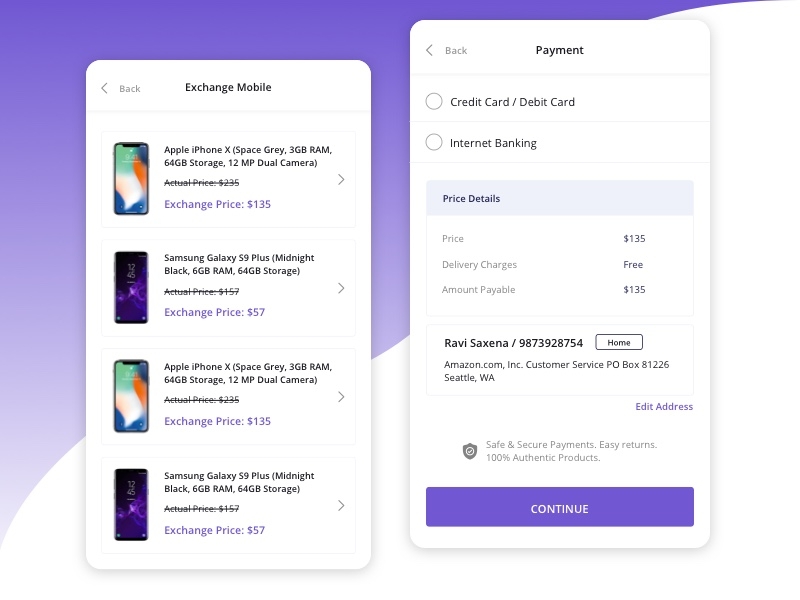 Back
Exchange Mobile
Apple iPhone X (Space Grey, 3GB RAM,
64GB Storage, 12 MP Dual Camera)
Actual Price: $235
Exchange Price: $135
Samsung Galaxy S9 Plus (Midnight
Black, 6GB RAM, 64GB Storage)
Actual Price: $157
Exchange Price: $57
Apple iPhone X (Space Grey, 3GB RAM,
64GB Storage, 12 MP Dual Camera)
Actual Price: $235
Exchange Price: $135
Samsung Galaxy S9 Plus (Midnight
Black, 6GB RAM, 64GB Storage)
Actual Price: $157
Exchange Price: $57
Back
Payment
Credit Card / Debit Card
Internet Banking
Price Details
Price $135
Delivery Charges Free
Amount Payable $135
Ravi Saxena / 9873928754 Home
Amazon.com, Inc. Customer Service PO Box 81226
Seattle, WA
Edit Address
Safe & Secure Payments. Easy returns.
100% Authentic Products.
CONTINUE